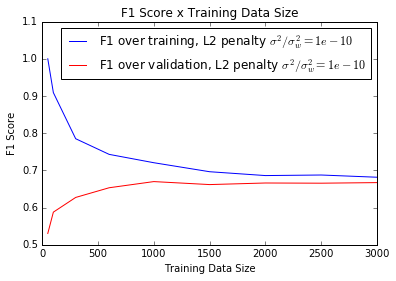 F1 Score x Training Data Size
1.1
1.0
0.9
0.8
0.7
0.6
0.5
F1 Score
F1 over training, L2 penalty σ²/σ²_w = 1e − 10
F1 over validation, L2 penalty σ²/σ²_w = 1e − 10
0 500 1000 1500 2000 2500 3000
Training Data Size